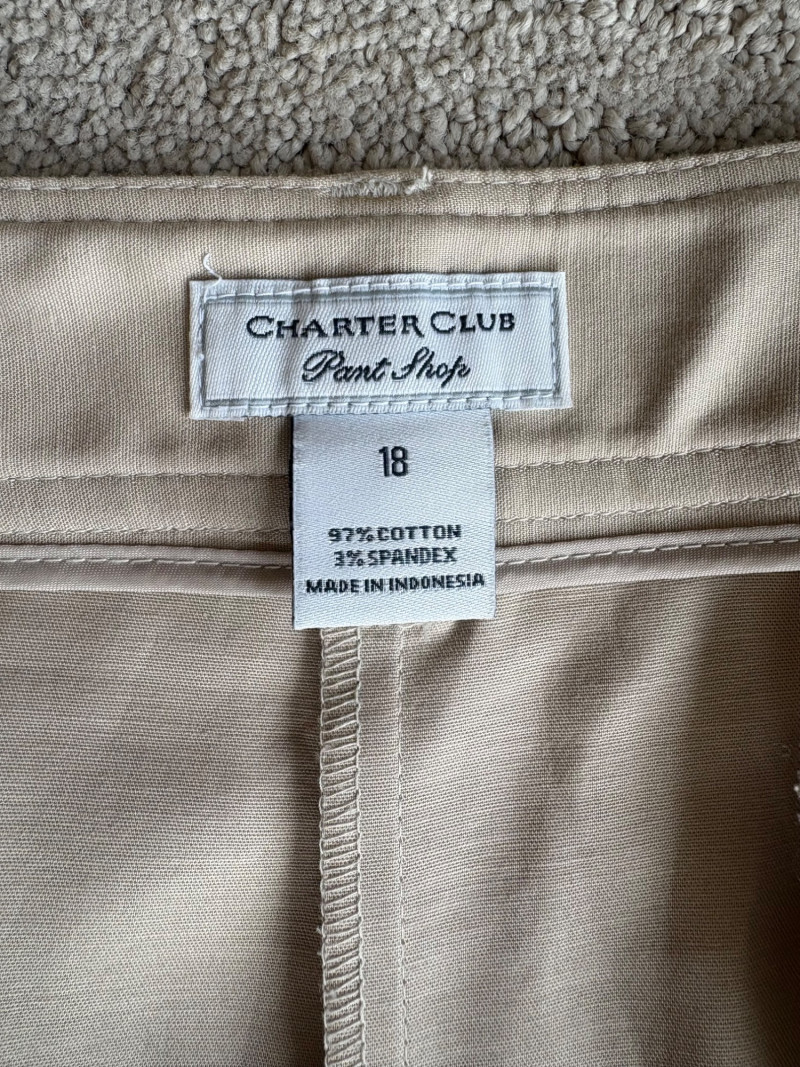 CHARTER CLUB
Pant Shop
18
97% COTTON
3% SPANDEX
MADE IN INDONESIA